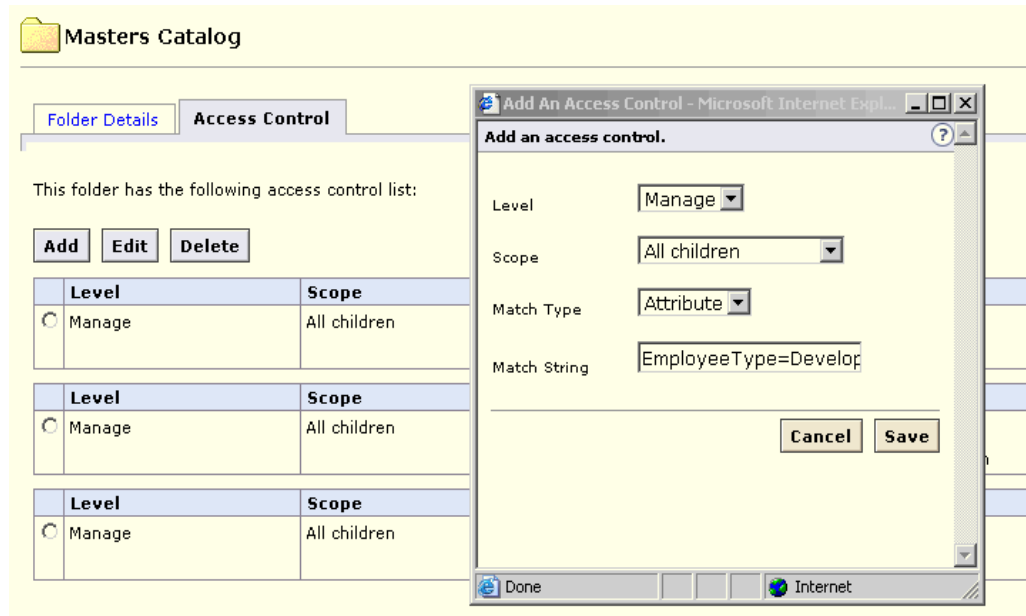 Masters Catalog
Folder Details
Access Control
This folder has the following access control list:
Add
Edit
Delete
Level Scope
Manage All children
Level Scope
Manage All children
Level Scope
Manage All children
Add An Access Control - Microsoft Internet Expl...
Add an access control.
?
Level Manage
Scope All children
Match Type Attribute
Match String EmployeeType=Develop
Cancel
Save
Done
Internet